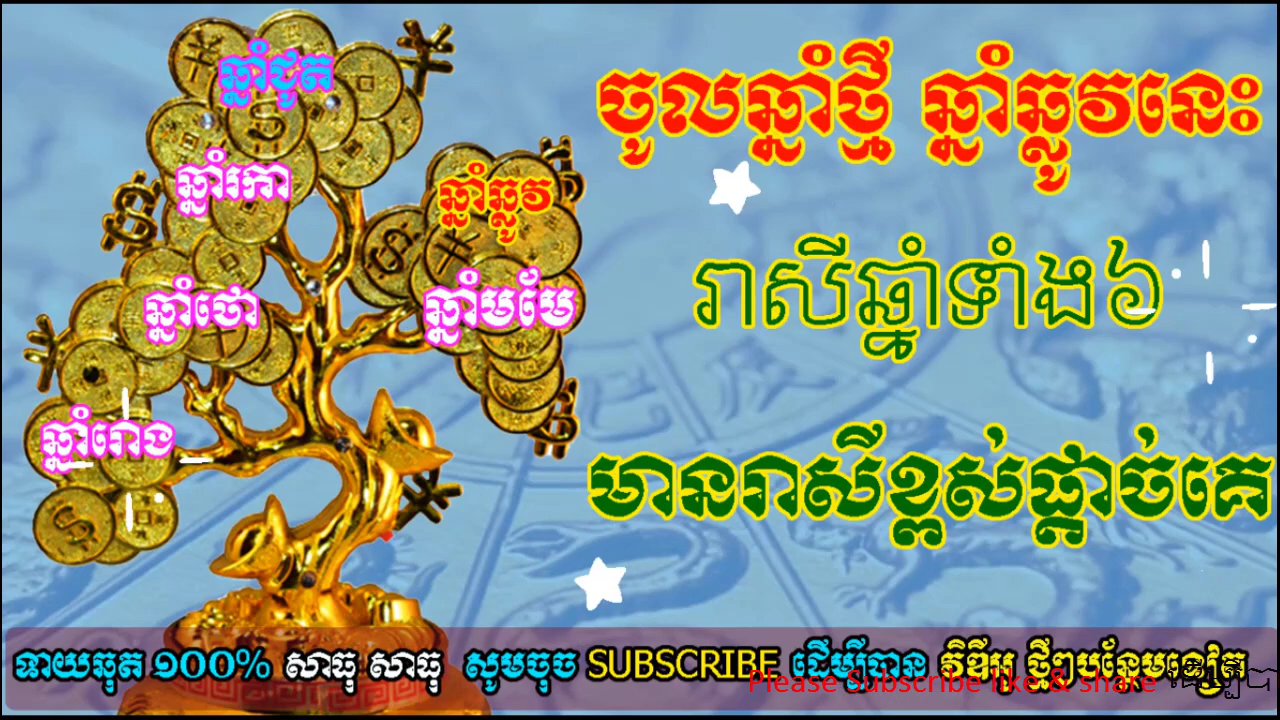 ឆ្នាំជូត
ឆ្នាំរកា
ឆ្នាំឆ្លូវ
ឆ្នាំថោះ
ឆ្នាំមមែ
ឆ្នាំរោង
ចូលឆ្នាំថ្មី ឆ្នាំឆ្លូវនេះ
រាសីឆ្នាំទាំង៦
មានរាសីខ្ពស់ផ្ដាច់គេ
ទាយឆុត ១០០% សាធុ សាធុ សូមចុច SUBSCRIBE ដើម្បីបាន វិឌីអូ ថ្មីៗបន្ថែមទៀត
Please Subscribe like & share